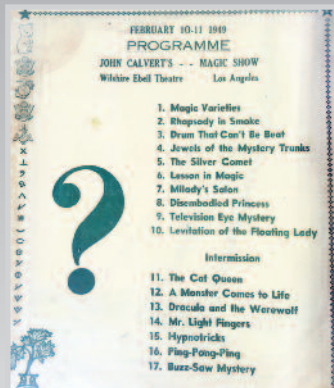 FEBRUARY 10-11 1949
PROGRAMME
JOHN CALVERT'S - - MAGIC SHOW
Wilshire Ebell Theatre Los Angeles
1. Magic Varieties
2. Rhapsody in Smoke
3. Drum That Can't Be Beat
4. Jewels of the Mystery Trunks
5. The Silver Comet
6. Lesson in Magic
7. Milady's Salon
8. Disembodied Princess
9. Television Eye Mystery
10. Levitation of the Floating Lady
Intermission
11. The Cat Queen
12. A Monster Comes to Life
13. Dracula and the Werewolf
14. Mr. Light Fingers
15. Hypnotricks
16. Ping-Pong-Ping
17. Buzz-Saw Mystery
?